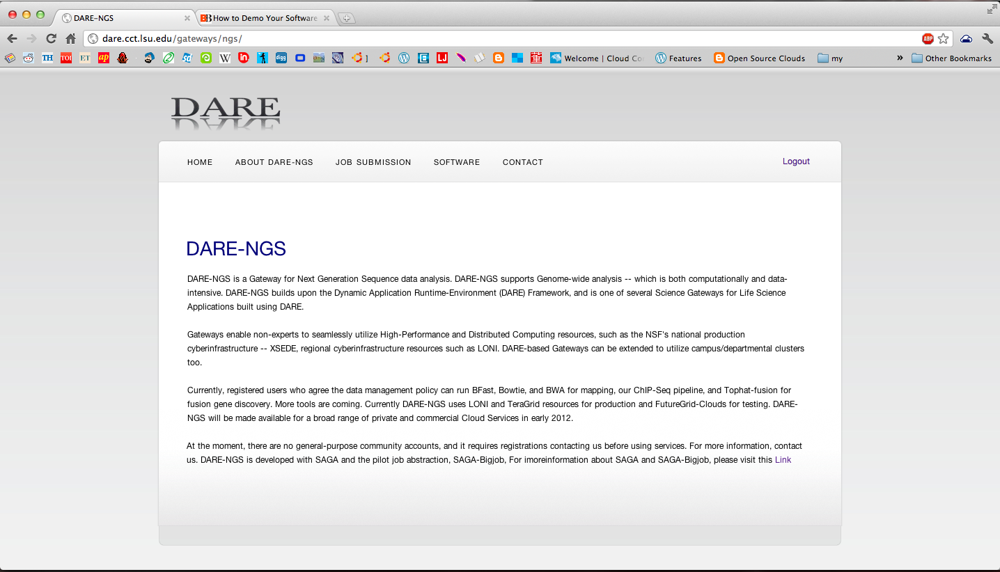 DARE-NGS
How to Demo Your Software
dare.cct.lsu.edu/gateways/ngs/
ABP
TH TOI ET ap sd W in digg ] E LJ Welcome | Cloud Features Open Source Clouds my » Other Bookmarks
DARE
HOME ABOUT DARE-NGS JOB SUBMISSION SOFTWARE CONTACT Logout
DARE-NGS
DARE-NGS is a Gateway for Next Generation Sequence data analysis. DARE-NGS supports Genome-wide analysis -- which is both computationally and data-
intensive. DARE-NGS builds upon the Dynamic Application Runtime-Environment (DARE) Framework, and is one of several Science Gateways for Life Science
Applications built using DARE.
Gateways enable non-experts to seamlessly utilize High-Performance and Distributed Computing resources, such as the NSF's national production
cyberinfrastructure -- XSEDE, regional cyberinfrastructure resources such as LONI. DARE-based Gateways can be extended to utilize campus/departmental clusters
too.
Currently, registered users who agree the data management policy can run BFast, Bowtie, and BWA for mapping, our ChIP-Seq pipeline, and Tophat-fusion for
fusion gene discovery. More tools are coming. Currently DARE-NGS uses LONI and TeraGrid resources for production and FutureGrid-Clouds for testing. DARE-
NGS will be made available for a broad range of private and commercial Cloud Services in early 2012.
At the moment, there are no general-purpose community accounts, and it requires registrations contacting us before using services. For more information, contact
us. DARE-NGS is developed with SAGA and the pilot job abstraction, SAGA-Bigjob, For imoreinformation about SAGA and SAGA-Bigjob, please visit this Link